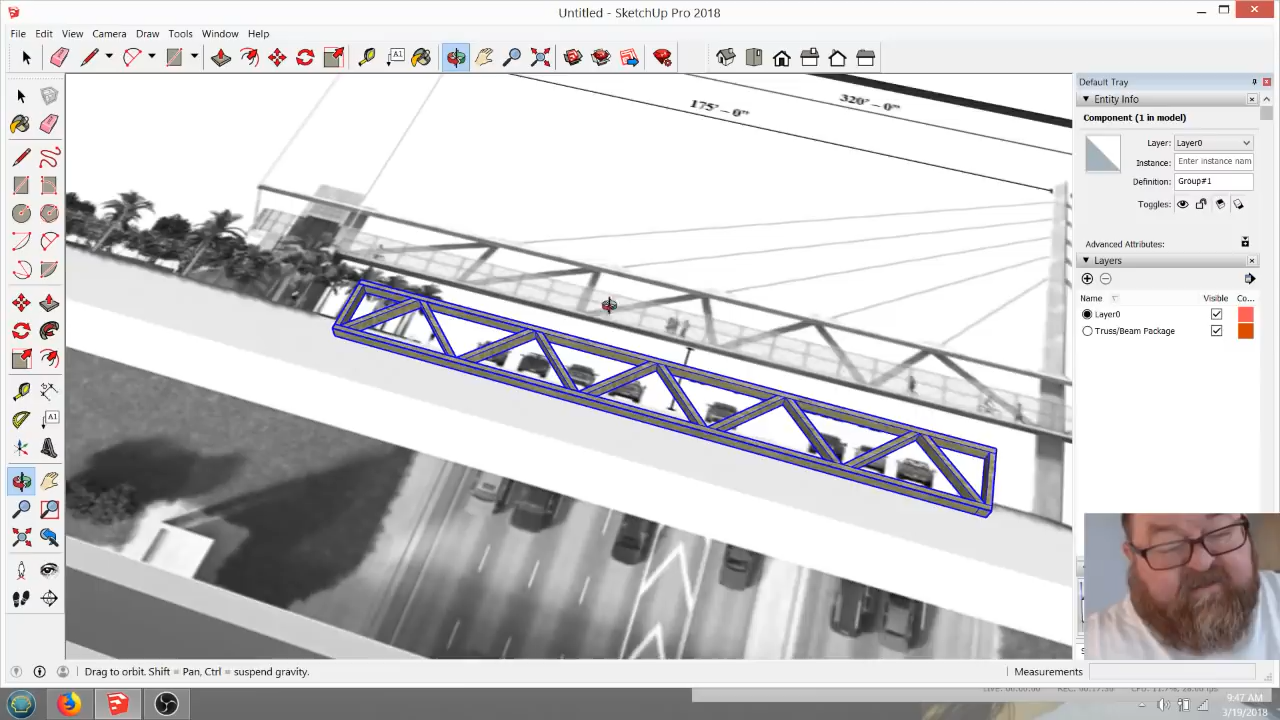 Untitled - SketchUp Pro 2018
File Edit View Camera Draw Tools Window Help
A1
175' – 0"
320' – 0"
Default Tray
Entity Info
Component (1 in model)
Layer: Layer0
Instance: Enter instance nam
Definition: Group#1
Toggles:
Advanced Attributes:
Layers
Name Visible Co...
Layer0
Truss/Beam Package
A1
Drag to orbit. Shift = Pan, Ctrl = suspend gravity.
Measurements
9:47 AM
3/19/2018